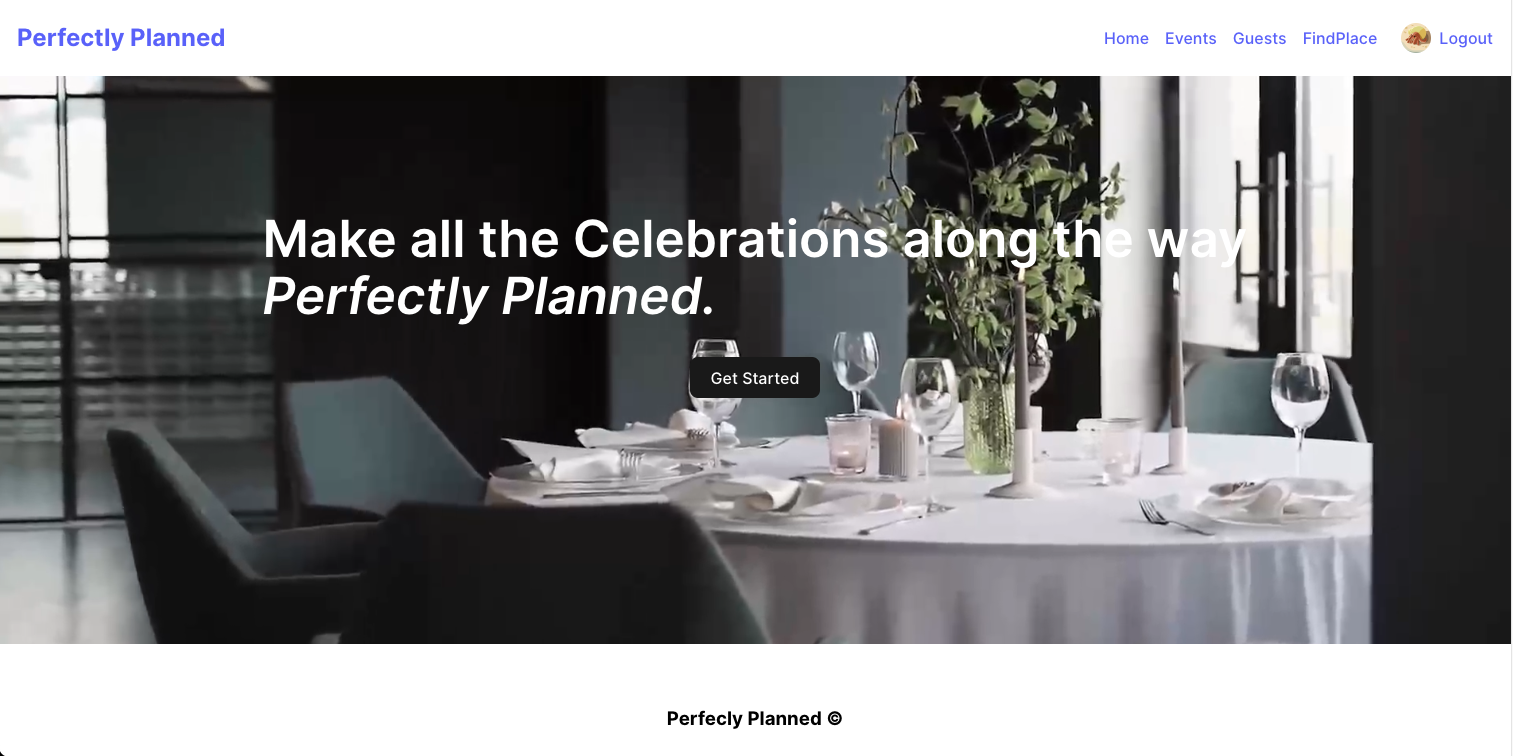 Perfectly Planned
Home Events Guests FindPlace Logout
Make all the Celebrations along the way
Perfectly Planned.
Get Started
Perfecly Planned ©